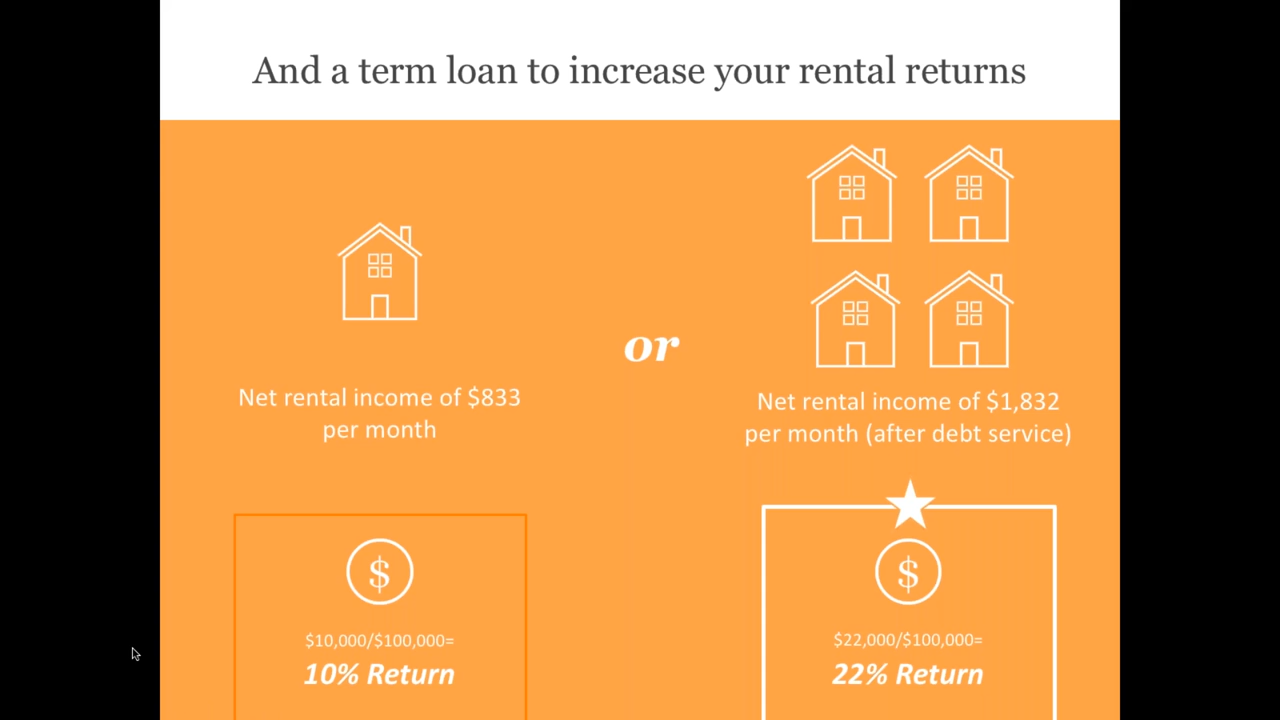 And a term loan to increase your rental returns
or
Net rental income of $833
per month
$
$10,000/$100,000=
10% Return
Net rental income of $1,832
per month (after debt service)
$
$22,000/$100,000=
22% Return